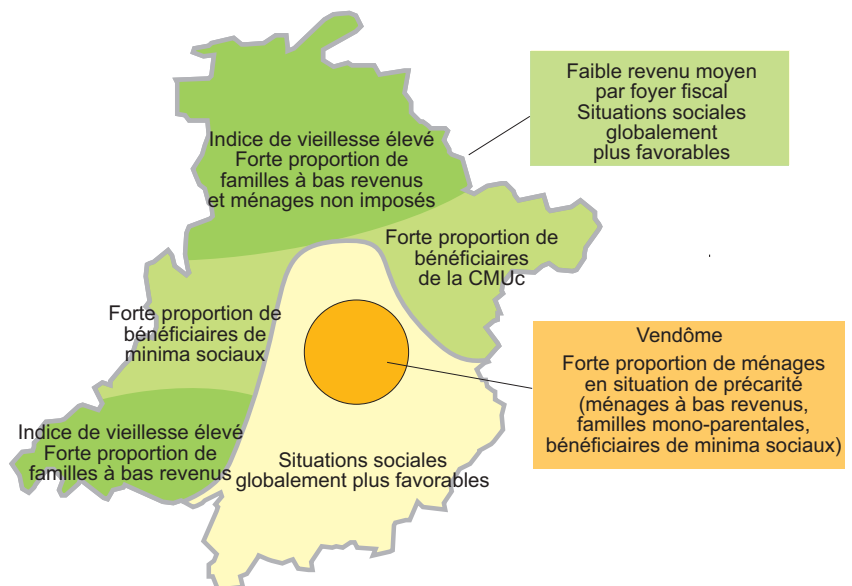 Faible revenu moyen
par foyer fiscal
Situations sociales
globalement
plus favorables
Indice de vieillesse élevé
Forte proportion de
familles à bas revenus
et ménages non imposés
Forte proportion de
bénéficiaires
de la CMUc
Forte proportion de
bénéficiaires de
minima sociaux
Vendôme
Forte proportion de ménages
en situation de précarité
(ménages à bas revenus,
familles mono-parentales,
bénéficiaires de minima sociaux)
Indice de vieillesse élevé
Forte proportion de
familles à bas revenus
Situations sociales
globalement plus favorables